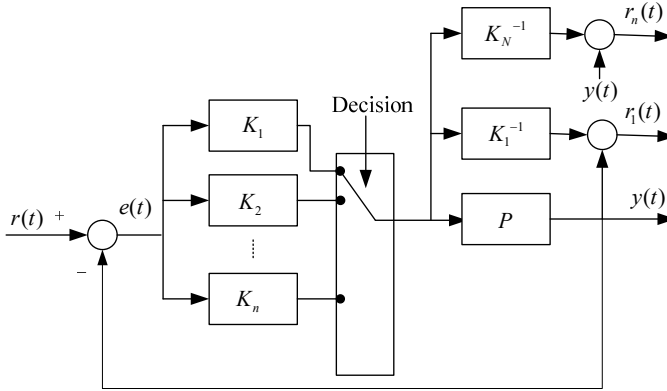 K_N^{-1}
r_n(t)
y(t)
Decision
K_1
K_1^{-1}
r_1(t)
K_2
r(t) + e(t)
P
y(t)
−
K_n